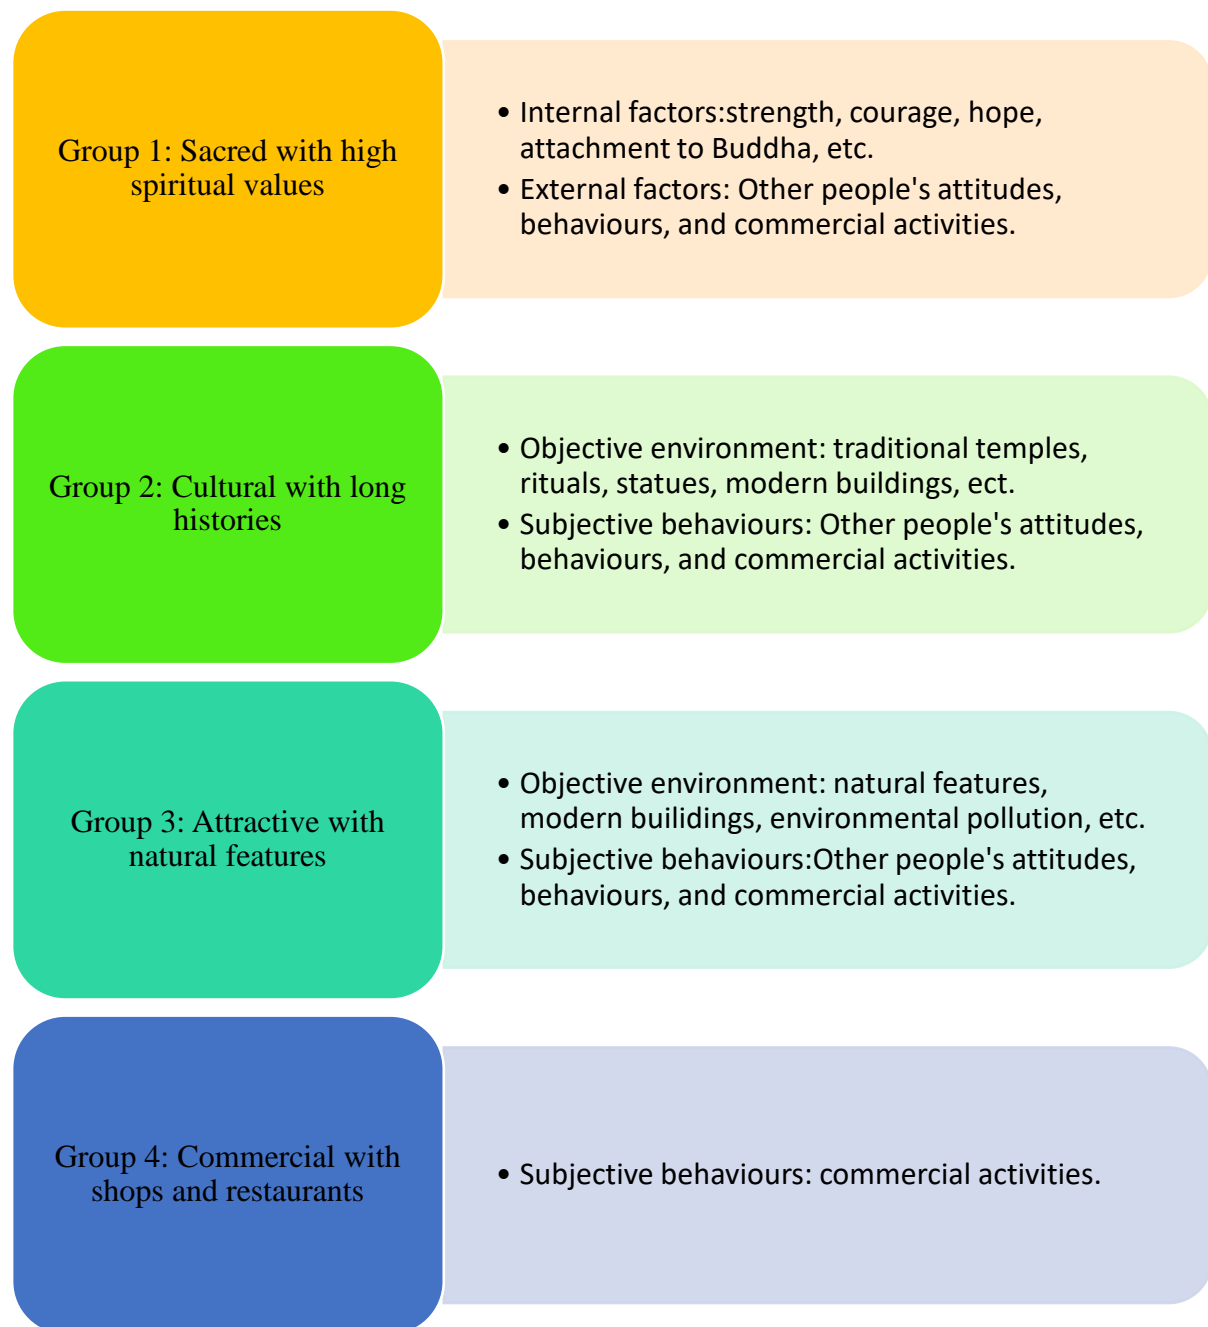 Group 1: Sacred with high
spiritual values
• Internal factors:strength, courage, hope,
attachment to Buddha, etc.
• External factors: Other people's attitudes,
behaviours, and commercial activities.
Group 2: Cultural with long
histories
• Objective environment: traditional temples,
rituals, statues, modern buildings, ect.
• Subjective behaviours: Other people's attitudes,
behaviours, and commercial activities.
Group 3: Attractive with
natural features
• Objective environment: natural features,
modern builidings, environmental pollution, etc.
• Subjective behaviours:Other people's attitudes,
behaviours, and commercial activities.
Group 4: Commercial with
shops and restaurants
• Subjective behaviours: commercial activities.